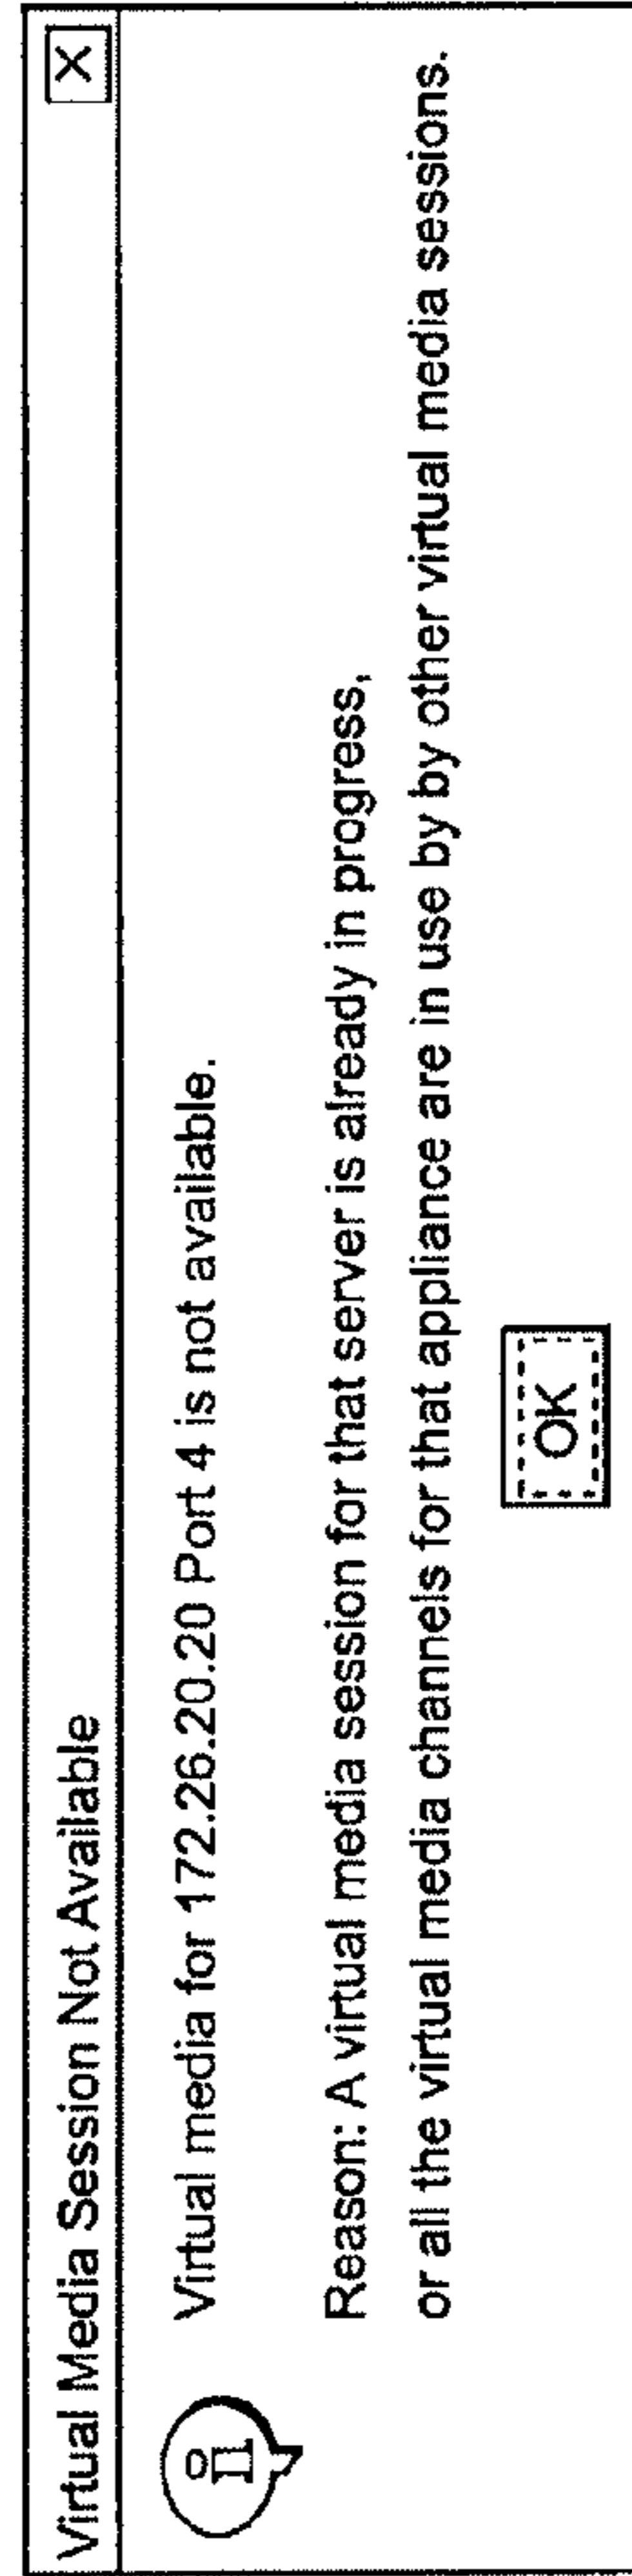 Virtual Media Session Not Available
X
Virtual media for 172.26.20.20 Port 4 is not available.
Reason: A virtual media session for that server is already in progress,
or all the virtual media channels for that appliance are in use by by other virtual media sessions.
OK